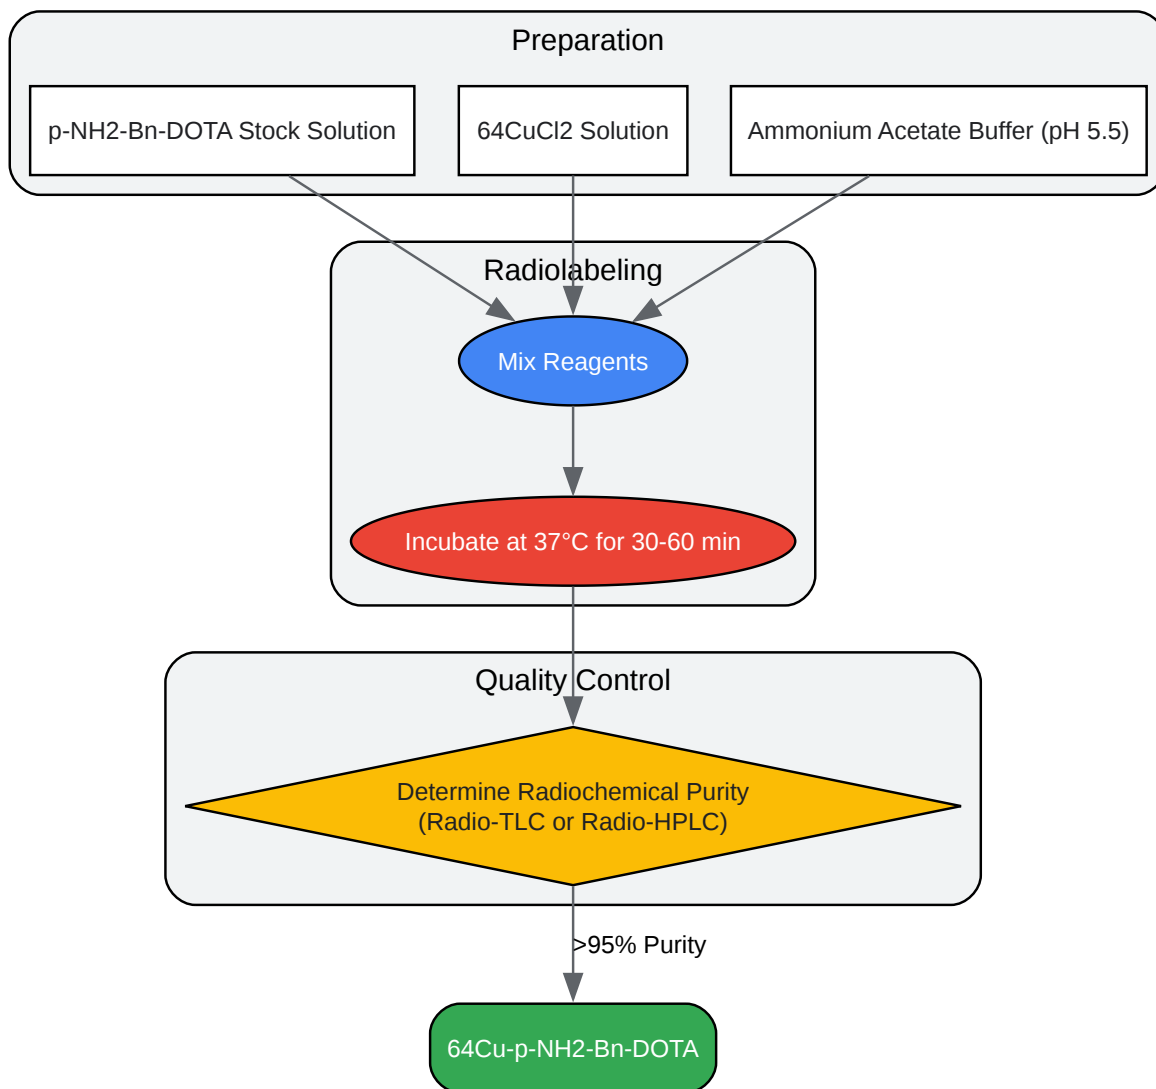 Preparation
p-NH2-Bn-DOTA Stock Solution
64CuCl2 Solution
Ammonium Acetate Buffer (pH 5.5)
Radiolabeling
Mix Reagents
Incubate at 37°C for 30-60 min
Quality Control
Determine Radiochemical Purity
(Radio-TLC or Radio-HPLC)
>95% Purity
64Cu-p-NH2-Bn-DOTA